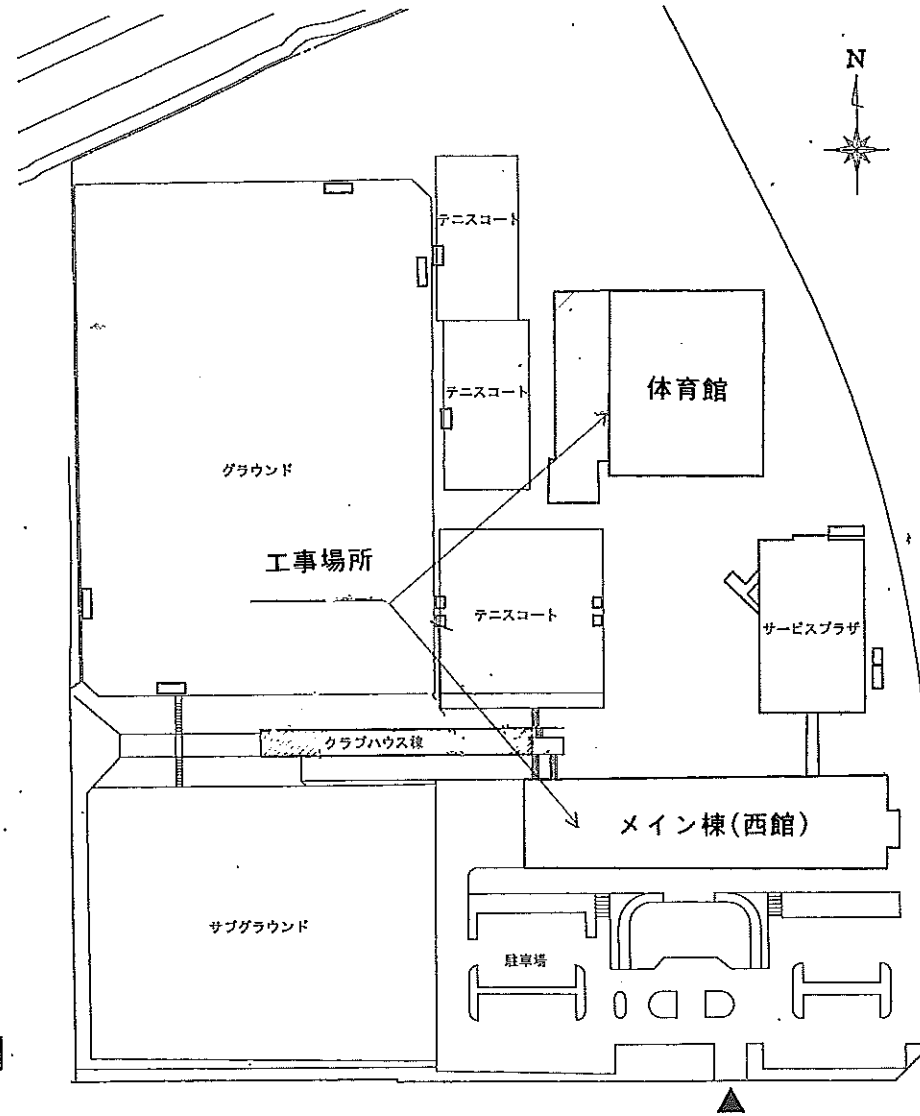 N
テニスコート
テニスコート
体育館
グラウンド
工事場所
テニスコート
サービスプラザ
クラブハウス棟
メイン棟(西館)
サブグラウンド
駐車場